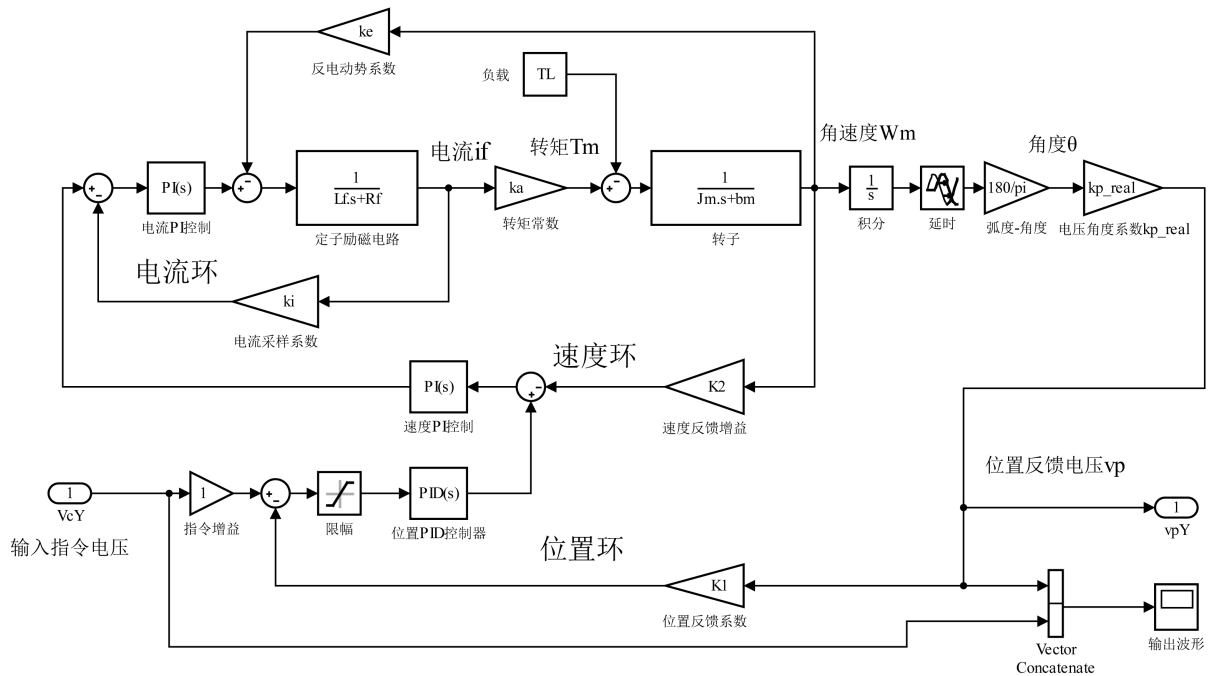 ke
反电动势系数
负载
TL
角速度Wm
角度θ
电流if
转矩Tm
PI(s)
1
Lf.s+Rf
ka
1
Jm.s+bm
1
s
180/pi
kp_real
电流PI控制
定子励磁电路
转矩常数
转子
积分
延时
弧度-角度
电压角度系数kp_real
电流环
ki
电流采样系数
速度环
PI(s)
K2
速度PI控制
速度反馈增益
位置反馈电压vp
1
VcY
1
指令增益
限幅
PID(s)
位置PID控制器
1
vpY
输入指令电压
位置环
K1
位置反馈系数
输出波形
Vector
Concatenate